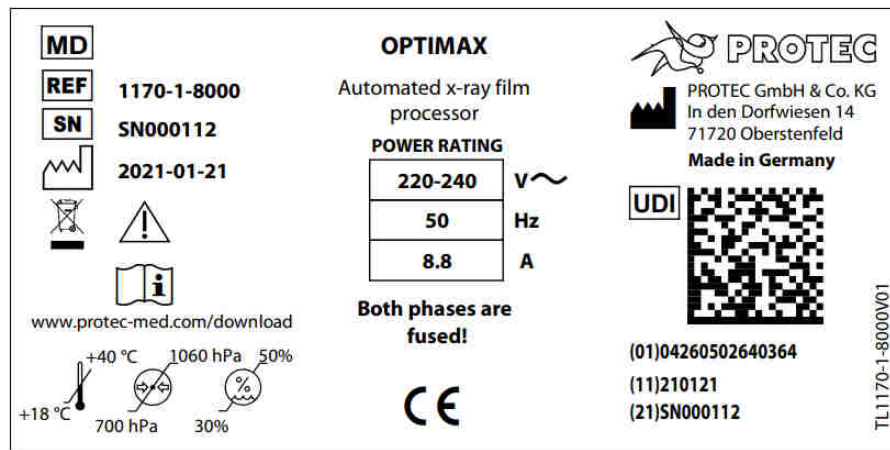 MD
REF 1170-1-8000
SN SN000112
2021-01-21
www.protec-med.com/download
+40 °C
+18 °C
1060 hPa
700 hPa
50%
%
30%
OPTIMAX
Automated x-ray film
processor
POWER RATING
220-240 V~
50 Hz
8.8 A
Both phases are
fused!
CE
PROTEC
PROTEC GmbH & Co. KG
In den Dorfwiesen 14
71720 Oberstenfeld
Made in Germany
UDI
(01)04260502640364
(11)210121
(21)SN000112
TL1170-1-8000V01